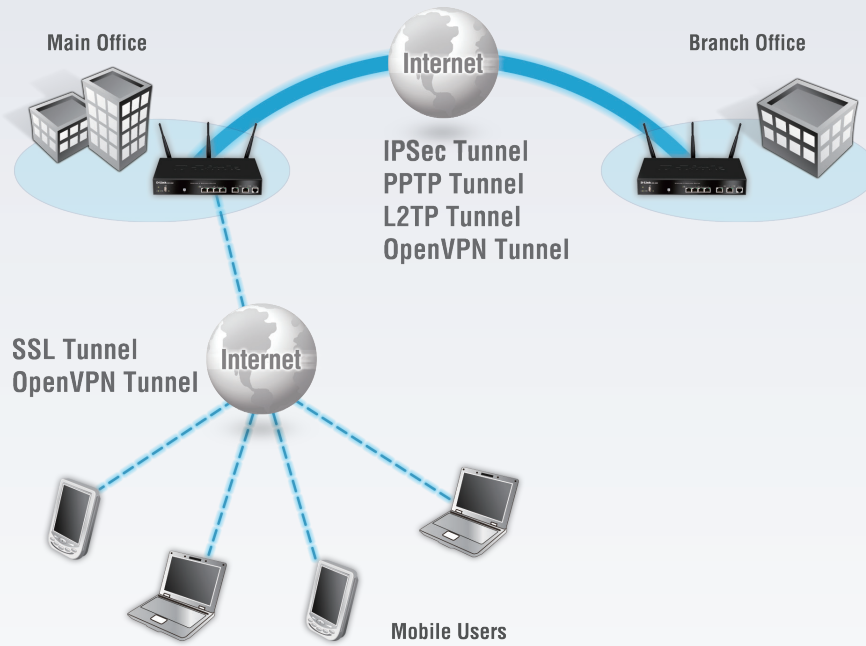 Main Office
Internet
Branch Office
IPSec Tunnel
PPTP Tunnel
L2TP Tunnel
OpenVPN Tunnel
SSL Tunnel
OpenVPN Tunnel
Internet
Mobile Users